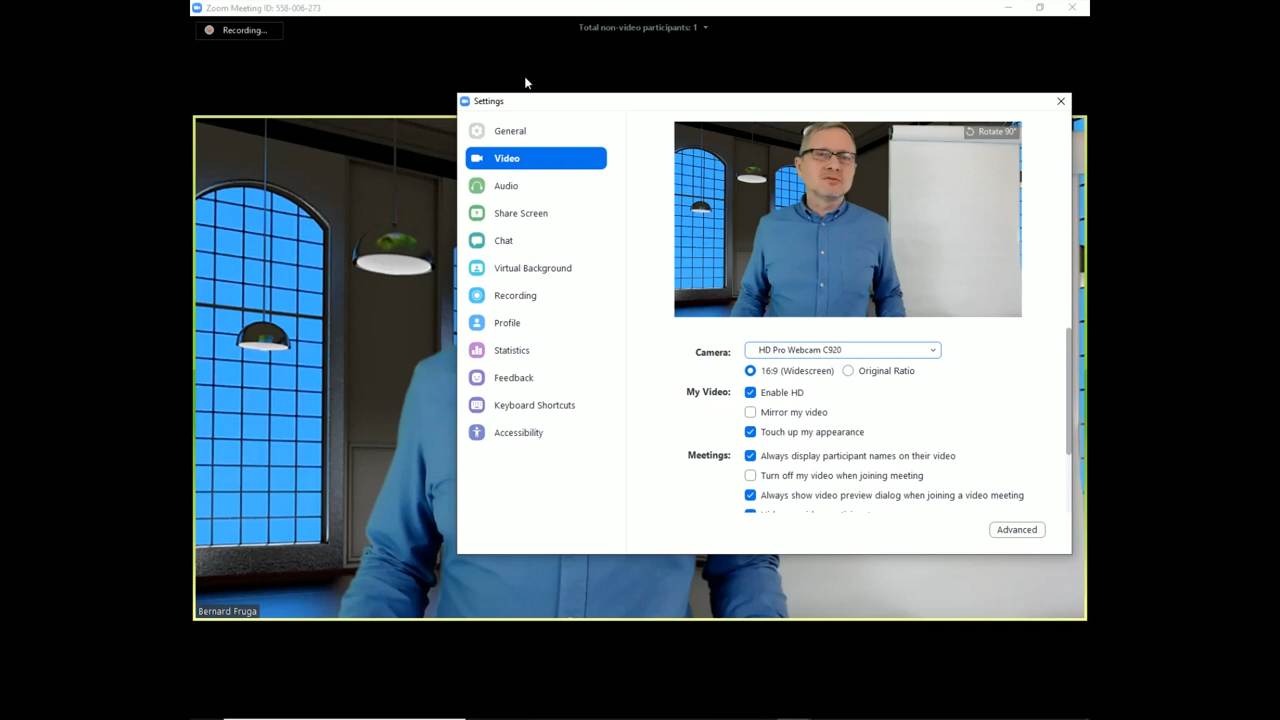 Zoom Meeting ID: 558-006-273
Recording...
Total non-video participants: 1
Settings
General
Video
Audio
Share Screen
Chat
Virtual Background
Recording
Profile
Statistics
Feedback
Keyboard Shortcuts
Accessibility
Rotate 90°
Camera:
HD Pro Webcam C920
16:9 (Widescreen)
Original Ratio
My Video:
Enable HD
Mirror my video
Touch up my appearance
Meetings:
Always display participant names on their video
Turn off my video when joining meeting
Always show video preview dialog when joining a video meeting
Advanced
Bernard Fruga